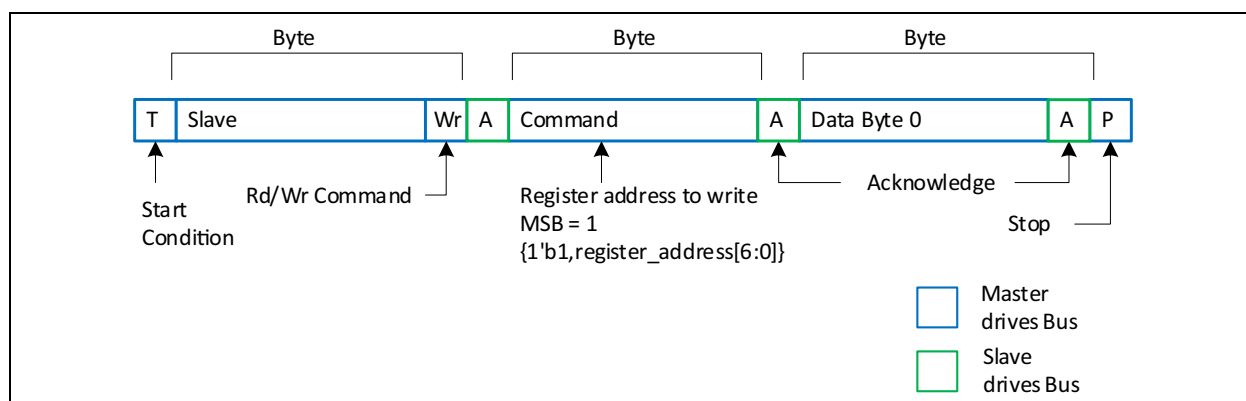 Byte
Byte
Byte
T Slave Wr A Command A Data Byte 0 A P
Rd/Wr Command
Start
Condition
Register address to write
MSB = 1
{1'b1,register_address[6:0]}
Acknowledge
Stop
Master
drives Bus
Slave
drives Bus